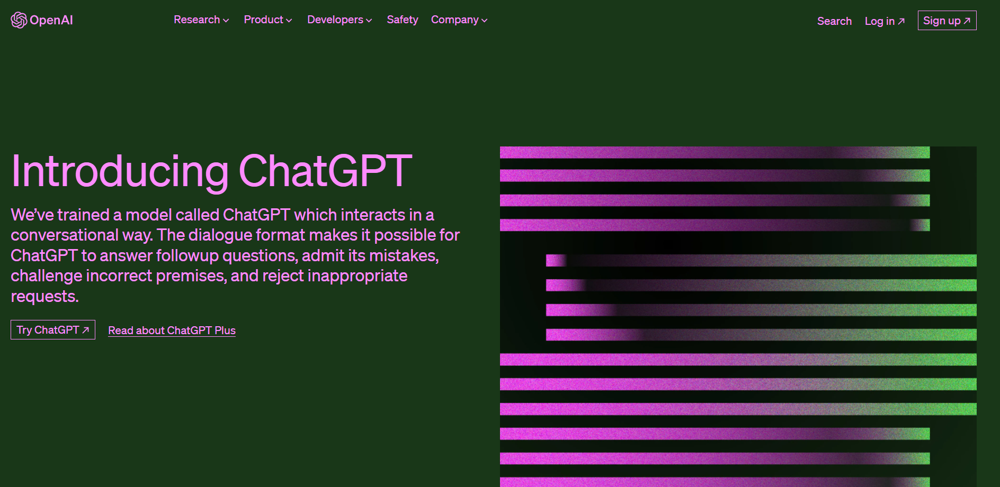 OpenAI
Research
Product
Developers
Safety
Company
Search
Log in
Sign up
Introducing ChatGPT
We’ve trained a model called ChatGPT which interacts in a
conversational way. The dialogue format makes it possible for
ChatGPT to answer followup questions, admit its mistakes,
challenge incorrect premises, and reject inappropriate
requests.
Try ChatGPT
Read about ChatGPT Plus